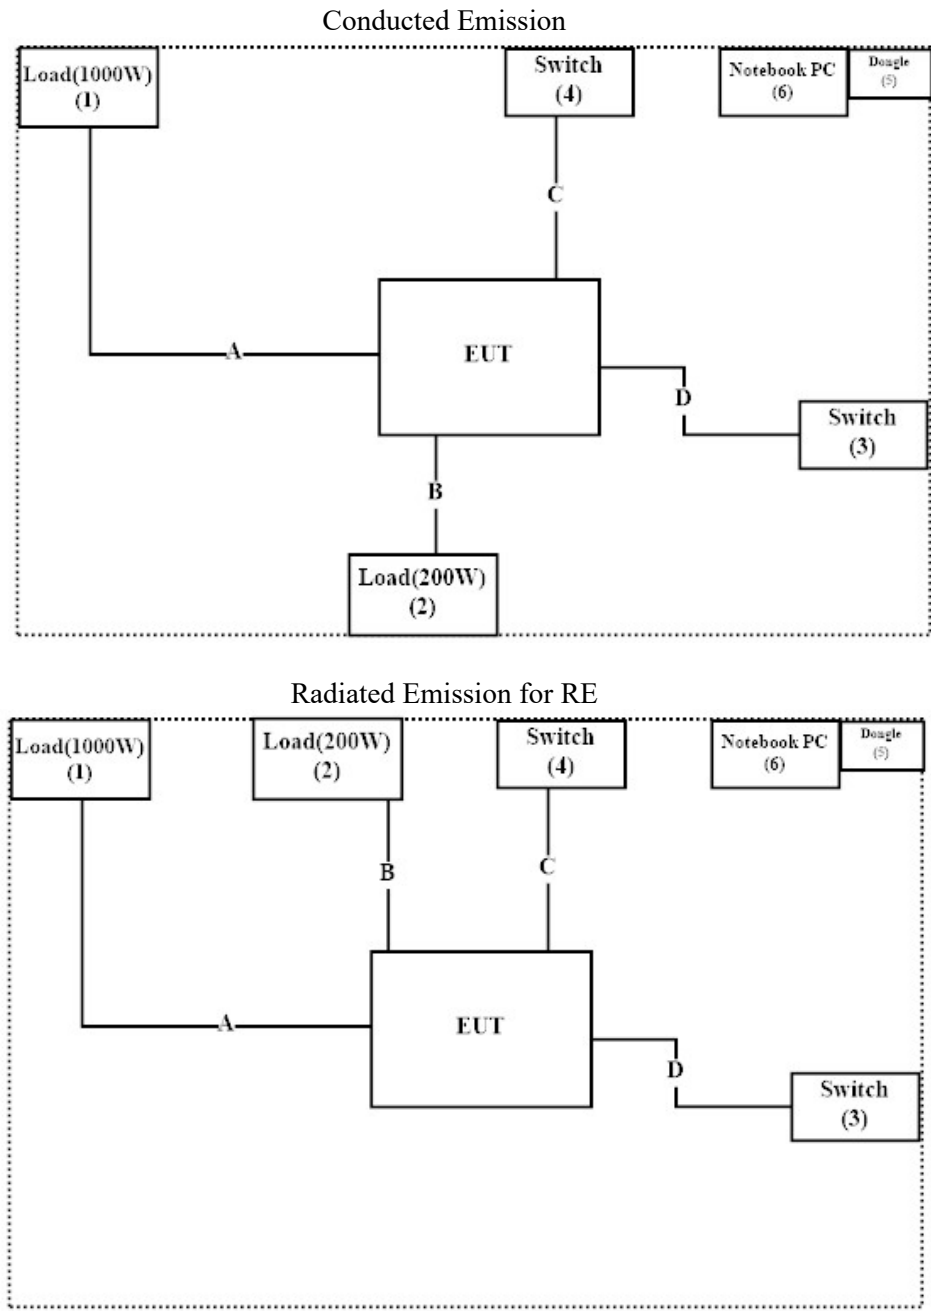 Conducted Emission
Load(1000W)
(1)
Switch
(4)
Notebook PC
(6)
Dongle
(5)
C
A
EUT
D
Switch
(3)
B
Load(200W)
(2)
Radiated Emission for RE
Load(1000W)
(1)
Load(200W)
(2)
Switch
(4)
Notebook PC
(6)
Dongle
(5)
B
C
A
EUT
D
Switch
(3)